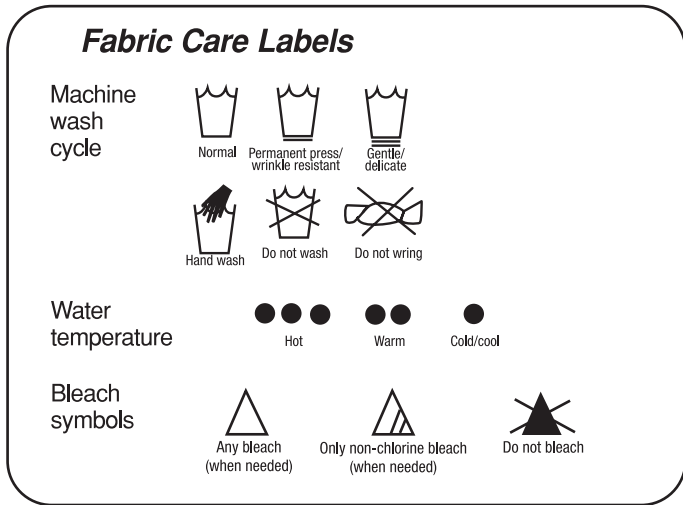 Fabric Care Labels
Machine
wash
cycle
Normal
Permanent press/
wrinkle resistant
Gentle/
delicate
Hand wash
Do not wash
Do not wring
Water
temperature
Hot
Warm
Cold/cool
Bleach
symbols
Any bleach
(when needed)
Only non-chlorine bleach
(when needed)
Do not bleach